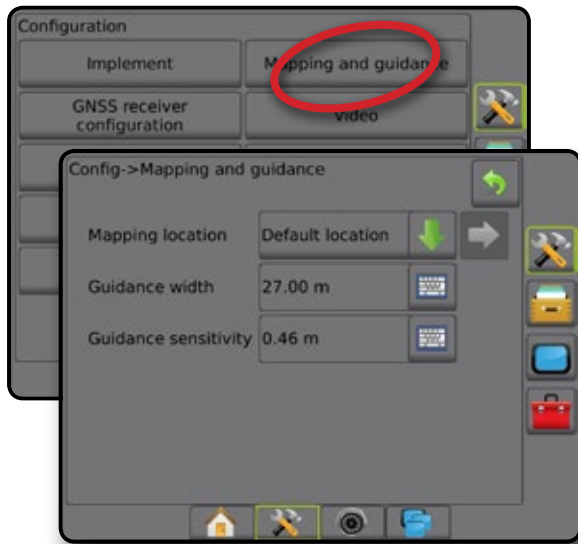 Configuration
Implement
Mapping and guidance
GNSS receiver
configuration
Video
Config->Mapping and guidance
Mapping location
Default location
Guidance width
27.00 m
Guidance sensitivity
0.46 m